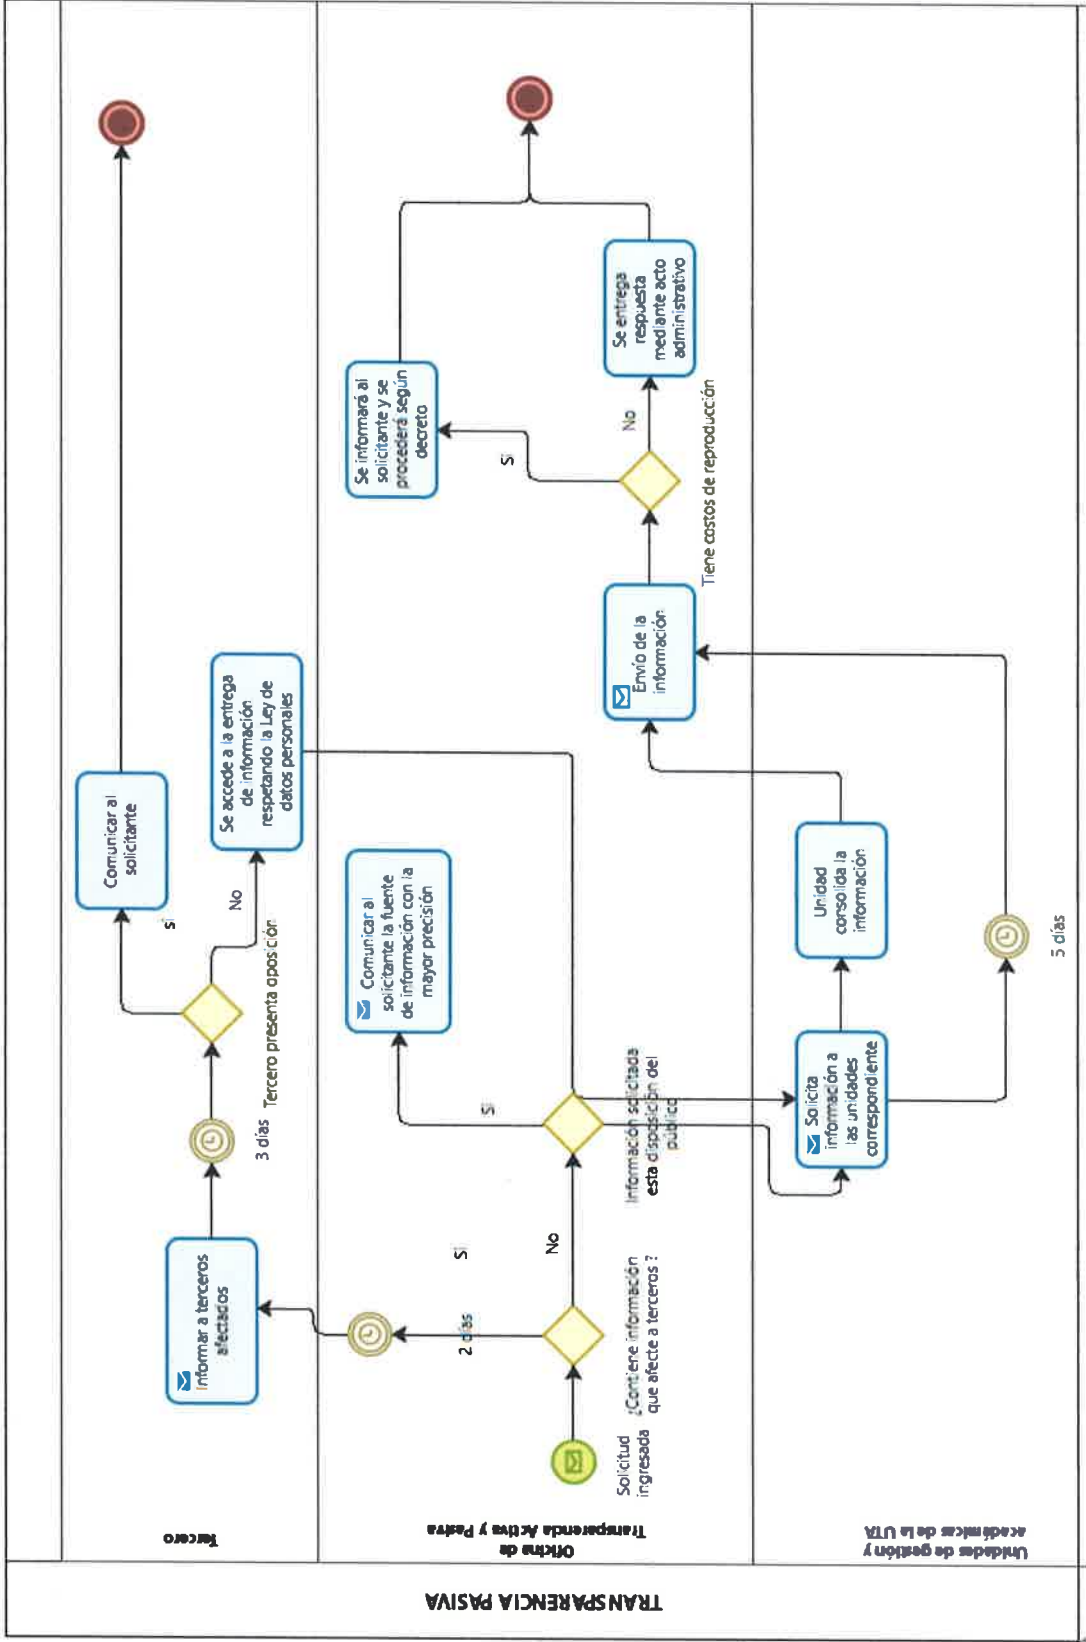 TRANSPARENCIA PASIVA
Tercero
Oficina de
Transparencia Activa y Pasiva
Unidades de gestión y
académicas de la UTA
Informar a terceros
afectados
3 días
Tercero presenta oposición
sí
No
Comunicar al
solicitante
Se accede a la entrega
de información
respetando la Ley de
datos personales
Solicitud
ingresada
¿Contiene información
que afecte a terceros ?
2 días
Si
No
Información solicitada
esta disposición del
público
Si
Comunicar al
solicitante la fuente
de información con la
mayor precisión
Envío de la
información
Tiene costos de reproducción
Si
No
Se informará al
solicitante y se
procederá según
decreto
Se entrega
respuesta
mediante acto
administrativo
Solicita
información a
las unidades
correspondiente
Unidad
consolida la
información
5 días